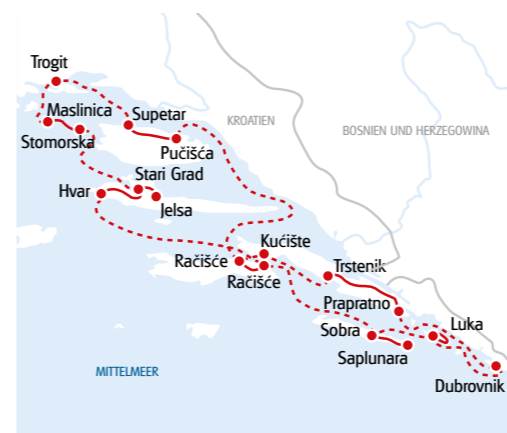 Trogit
Maslinica
Supetar
KROATIEN
BOSNIEN UND HERZEGOWINA
Stomorska
Pučišća
Stari Grad
Hvar
Jelsa
Kućište
Račišće
Trstenik
Račišće
Prapratno
Sobra
Luka
Saplunara
MITTELMEER
Dubrovnik